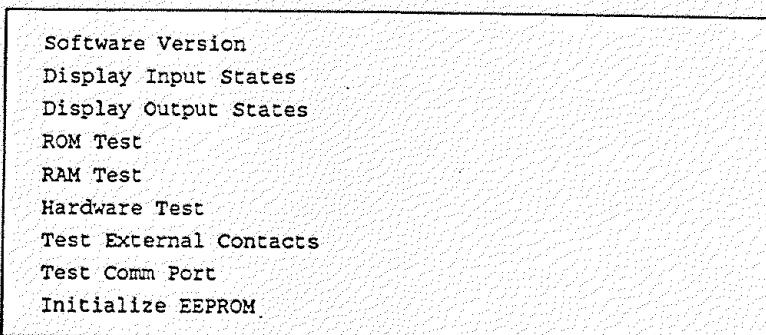 Software Version
Display Input States
Display Output States
ROM Test
RAM Test
Hardware Test
Test External Contacts
Test Comm Port
Initialize EEPROM